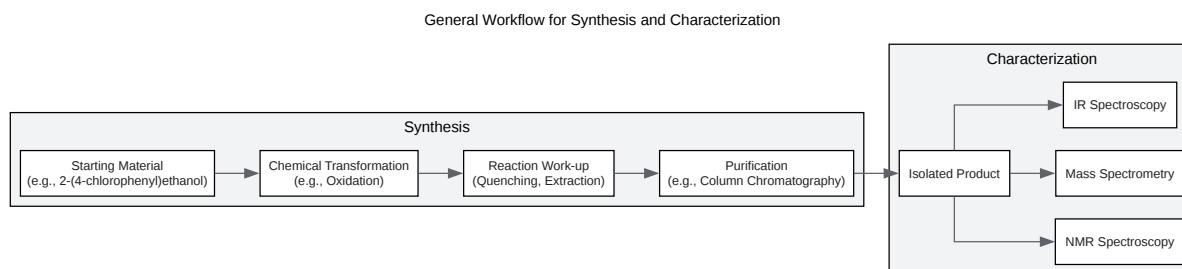 General Workflow for Synthesis and Characterization
Synthesis
Starting Material
(e.g., 2-(4-chlorophenyl)ethanol)
Chemical Transformation
(e.g., Oxidation)
Reaction Work-up
(Quenching, Extraction)
Purification
(e.g., Column Chromatography)
Characterization
Isolated Product
IR Spectroscopy
Mass Spectrometry
NMR Spectroscopy